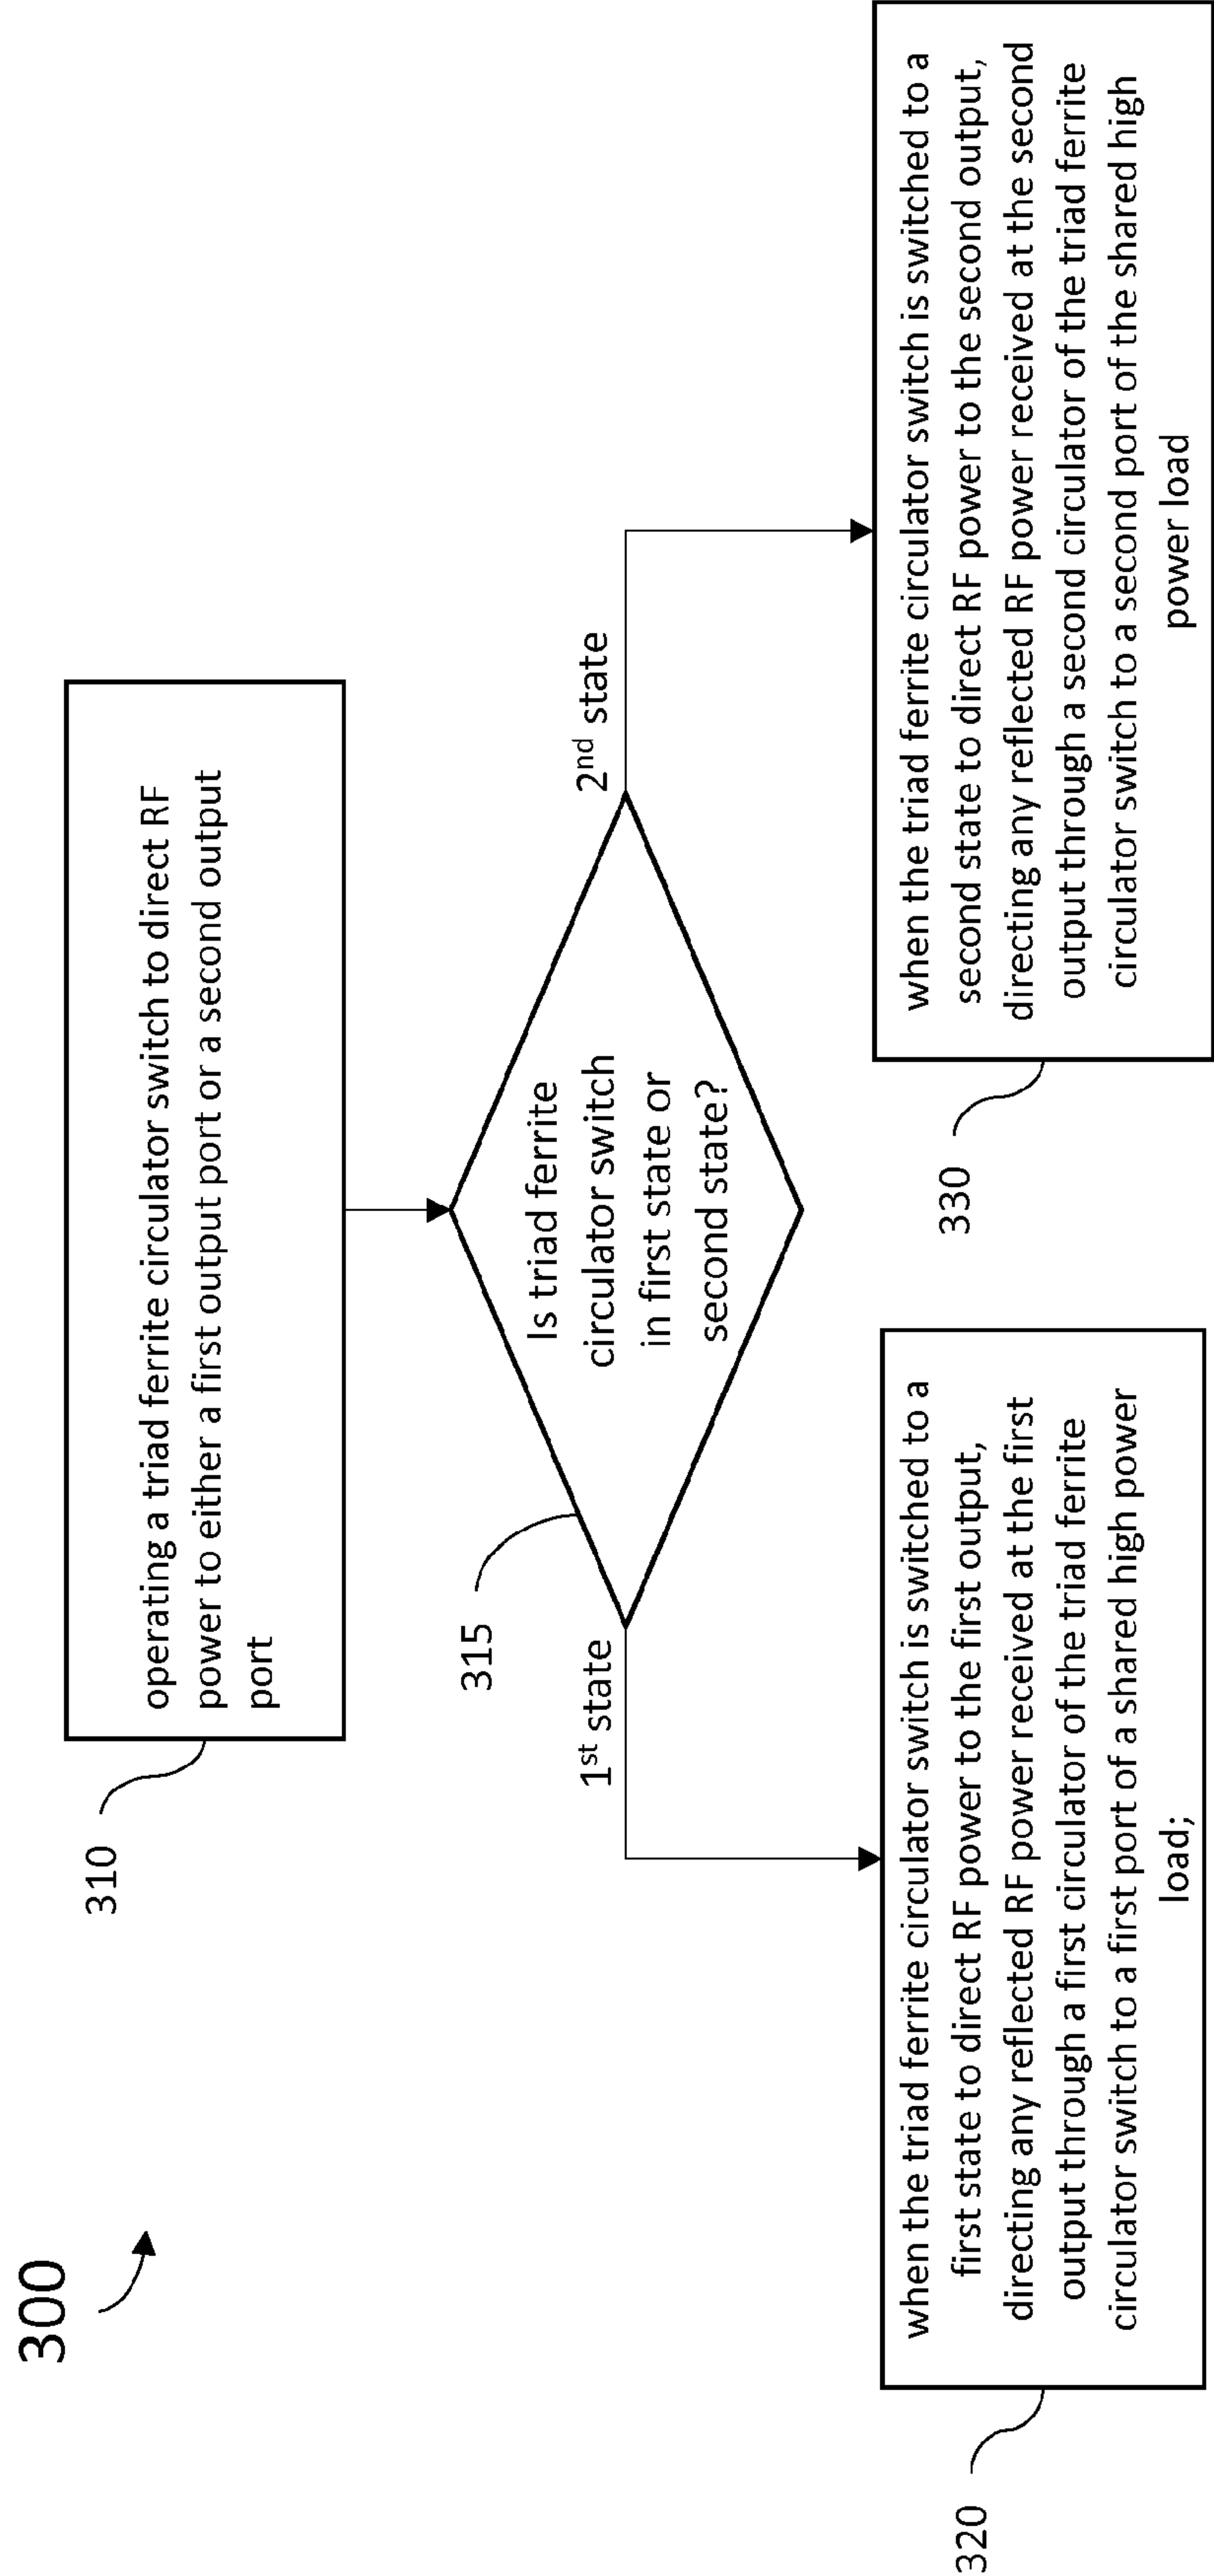 300
310
operating a triad ferrite circulator switch to direct RF
power to either a first output port or a second output
port
315
Is triad ferrite
circulator switch
in first state or
second state?
1st state
2nd state
320
when the triad ferrite circulator switch is switched to a
first state to direct RF power to the first output,
directing any reflected RF power received at the first
output through a first circulator of the triad ferrite
circulator switch to a first port of a shared high power
load;
330
when the triad ferrite circulator switch is switched to a
second state to direct RF power to the second output,
directing any reflected RF power received at the second
output through a second circulator of the triad ferrite
circulator switch to a second port of the shared high
power load